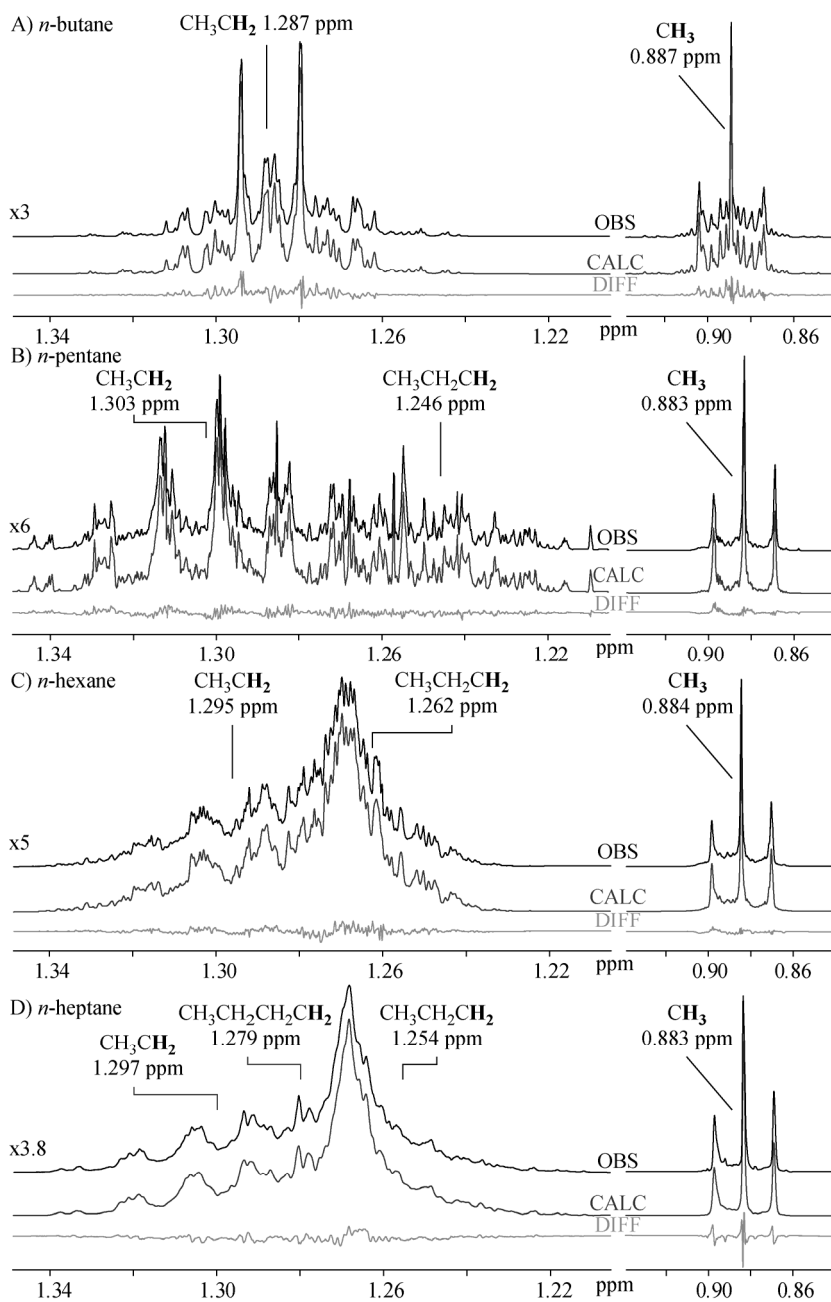 A) n-butane
CH3CH2 1.287 ppm
CH3
0.887 ppm
x3
OBS
CALC
DIFF
1.34 1.30 1.26 1.22 ppm 0.90 0.86
B) n-pentane
CH3CH2
1.303 ppm
CH3CH2CH2
1.246 ppm
CH3
0.883 ppm
x6
OBS
CALC
DIFF
1.34 1.30 1.26 1.22 ppm 0.90 0.86
C) n-hexane
CH3CH2
1.295 ppm
CH3CH2CH2
1.262 ppm
CH3
0.884 ppm
x5
OBS
CALC
DIFF
1.34 1.30 1.26 1.22 ppm 0.90 0.86
D) n-heptane
CH3CH2
1.297 ppm
CH3CH2CH2CH2
1.279 ppm
CH3CH2CH2
1.254 ppm
CH3
0.883 ppm
x3.8
OBS
CALC
DIFF
1.34 1.30 1.26 1.22 ppm 0.90 0.86